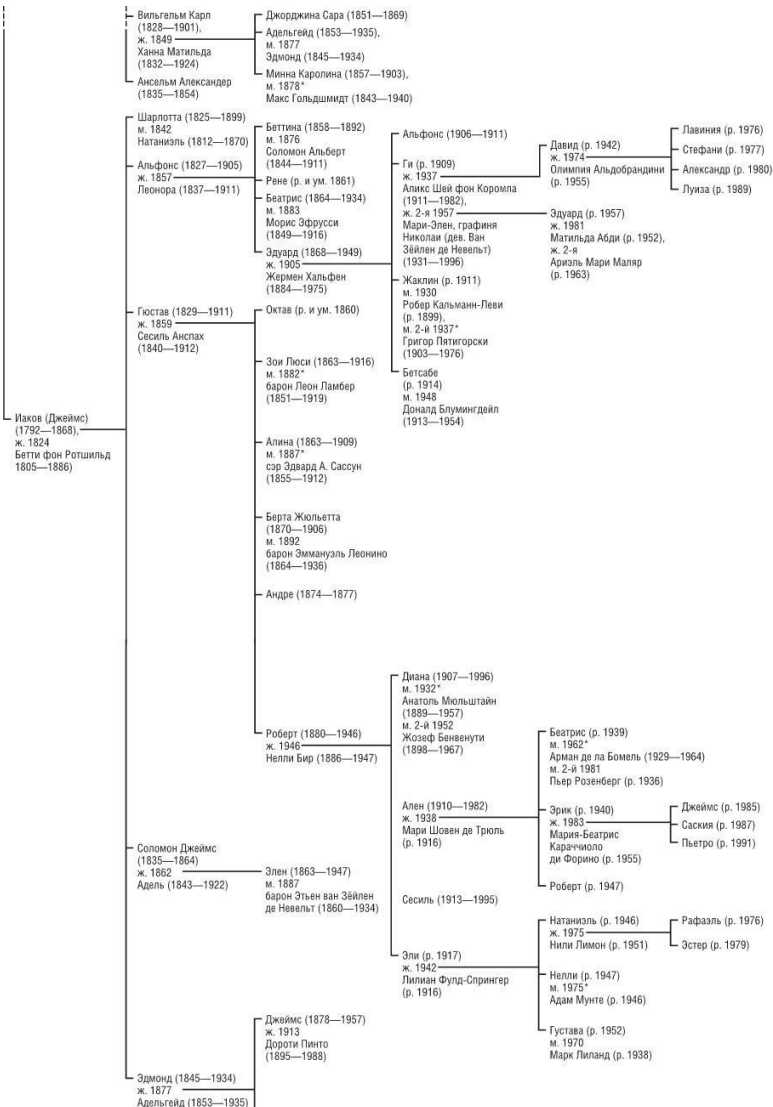 Вильгельм Карл
(1828—1901),
ж. 1849
Ханна Матильда
(1832—1924)
Ансельм Александер
(1835—1854)
Джорджина Сара (1851—1869)
Адельгейд (1853—1935),
м. 1877
Эдмонд (1845—1934)
Минна Каролина (1857—1903),
м. 1878*
Макс Гольдшмидт (1843—1940)
Иаков (Джеймс)
(1792—1868),
ж. 1824
Бетти фон Ротшильд
1805—1886)
Шарлотта (1825—1899)
м. 1842
Натаниэль (1812—1870)
Альфонс (1827—1905)
ж. 1857
Леонора (1837—1911)
Гюстав (1829—1911)
ж. 1859
Сесиль Анспах
(1840—1912)
Соломон Джеймс
(1835—1864)
ж. 1862
Адель (1843—1922)
Эдмонд (1845—1934)
ж. 1877
Адельгейд (1853—1935)
Беттина (1858—1892)
м. 1876
Соломон Альберт
(1844—1911)
Рене (р. и ум. 1861)
Беатрис (1864—1934)
м. 1883
Морис Эфрусси
(1849—1916)
Эдуард (1868—1949)
ж. 1905
Жермен Хальфен
(1884—1975)
Октав (р. и ум. 1860)
Зои Люси (1863—1916)
м. 1882*
барон Леон Ламбер
(1851—1919)
Алина (1863—1909)
м. 1887*
сэр Эдвард А. Сассун
(1855—1912)
Берта Жюльетта
(1870—1906)
м. 1892
барон Эммануэль Леонино
(1864—1936)
Андре (1874—1877)
Роберт (1880—1946)
ж. 1946
Нелли Бир (1886—1947)
Элен (1863—1947)
м. 1887
барон Этьен ван Зёйлен
де Невельт (1860—1934)
Джеймс (1878—1957)
ж. 1913
Дороти Пинто
(1895—1988)
Альфонс (1906—1911)
Ги (р. 1909)
ж. 1937
Аликс Шей фон Коромла
(1911—1982),
ж. 2-я 1957
Мари-Элен, графиня
Николаи (дев. Ван
Зёйлен де Невельт)
(1931—1996)
Жаклин (р. 1911)
м. 1930
Робер Кальманн-Леви
(р. 1899),
м. 2-й 1937*
Григор Пятигорски
(1903—1976)
Бетсабе
(р. 1914)
м. 1948
Доналд Блумингдейл
(1913—1954)
Диана (1907—1996)
м. 1932*
Анатоль Мюльштайн
(1889—1957)
м. 2-й 1952
Жозеф Бенвенути
(1898—1967)
Ален (1910—1982)
ж. 1938
Мари Шовен де Трюль
(р. 1916)
Сесиль (1913—1995)
Эли (р. 1917)
ж. 1942
Лилиан Фулд-Спрингер
(р. 1916)
Давид (р. 1942)
ж. 1974
Олимпия Альдобрандини
(р. 1955)
Эдуард (р. 1957)
ж. 1981
Матильда Абди (р. 1952),
ж. 2-я
Ариэль Мари Маляр
(р. 1963)
Беатрис (р. 1939)
м. 1962*
Арман де ла Бомель (1929—1964)
м. 2-й 1981
Пьер Розенберг (р. 1936)
Эрик (р. 1940)
ж. 1983
Мария-Беатрис
Караччиоло
ди Форино (р. 1955)
Роберт (р. 1947)
Натаниэль (р. 1946)
ж. 1975
Нили Лимон (р. 1951)
Нелли (р. 1947)
м. 1975*
Адам Мунте (р. 1946)
Густава (р. 1952)
м. 1970
Марк Лиланд (р. 1938)
Лавиния (р. 1976)
Стефани (р. 1977)
Александр (р. 1980)
Луиза (р. 1989)
Джеймс (р. 1985)
Саския (р. 1987)
Пьетро (р. 1991)
Рафаэль (р. 1976)
Эстер (р. 1979)